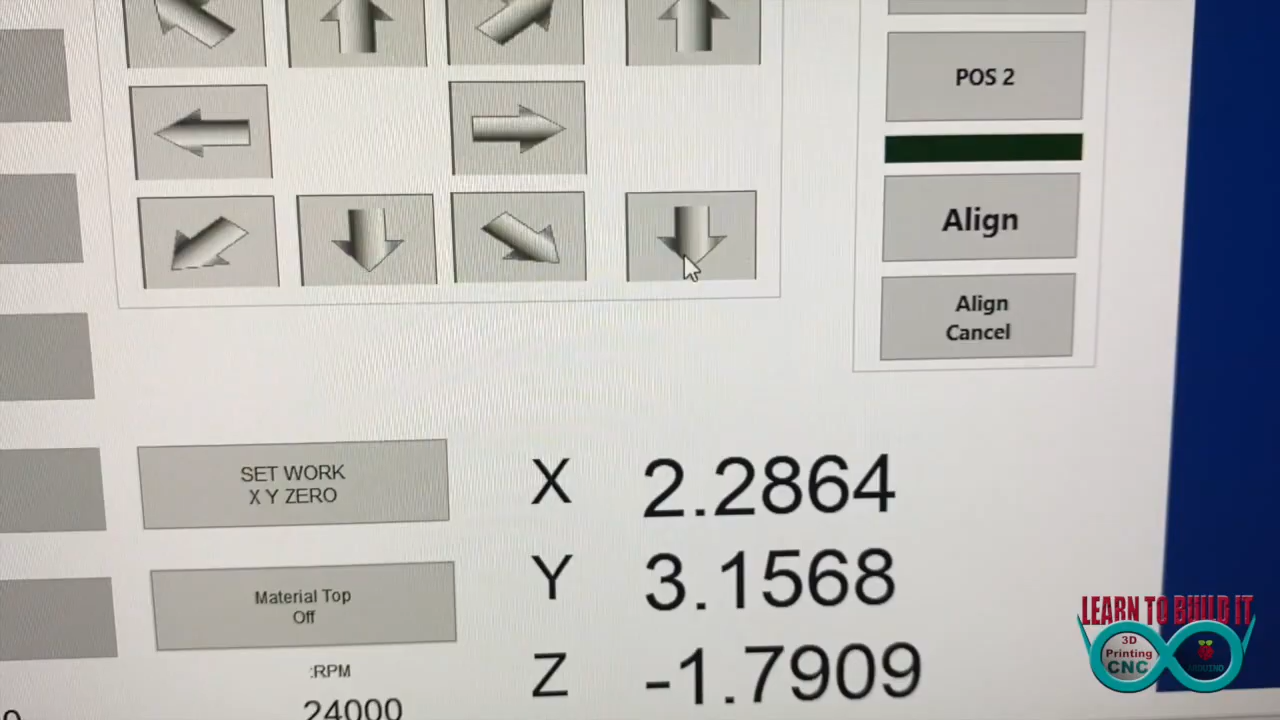 POS 2
Align
Align
Cancel
SET WORK
X Y ZERO
X 2.2864
Material Top
Off
Y 3.1568
:RPM
24000
Z -1.7909
LEARN TO BUILD IT
3D
Printing
CNC
ARDUINO